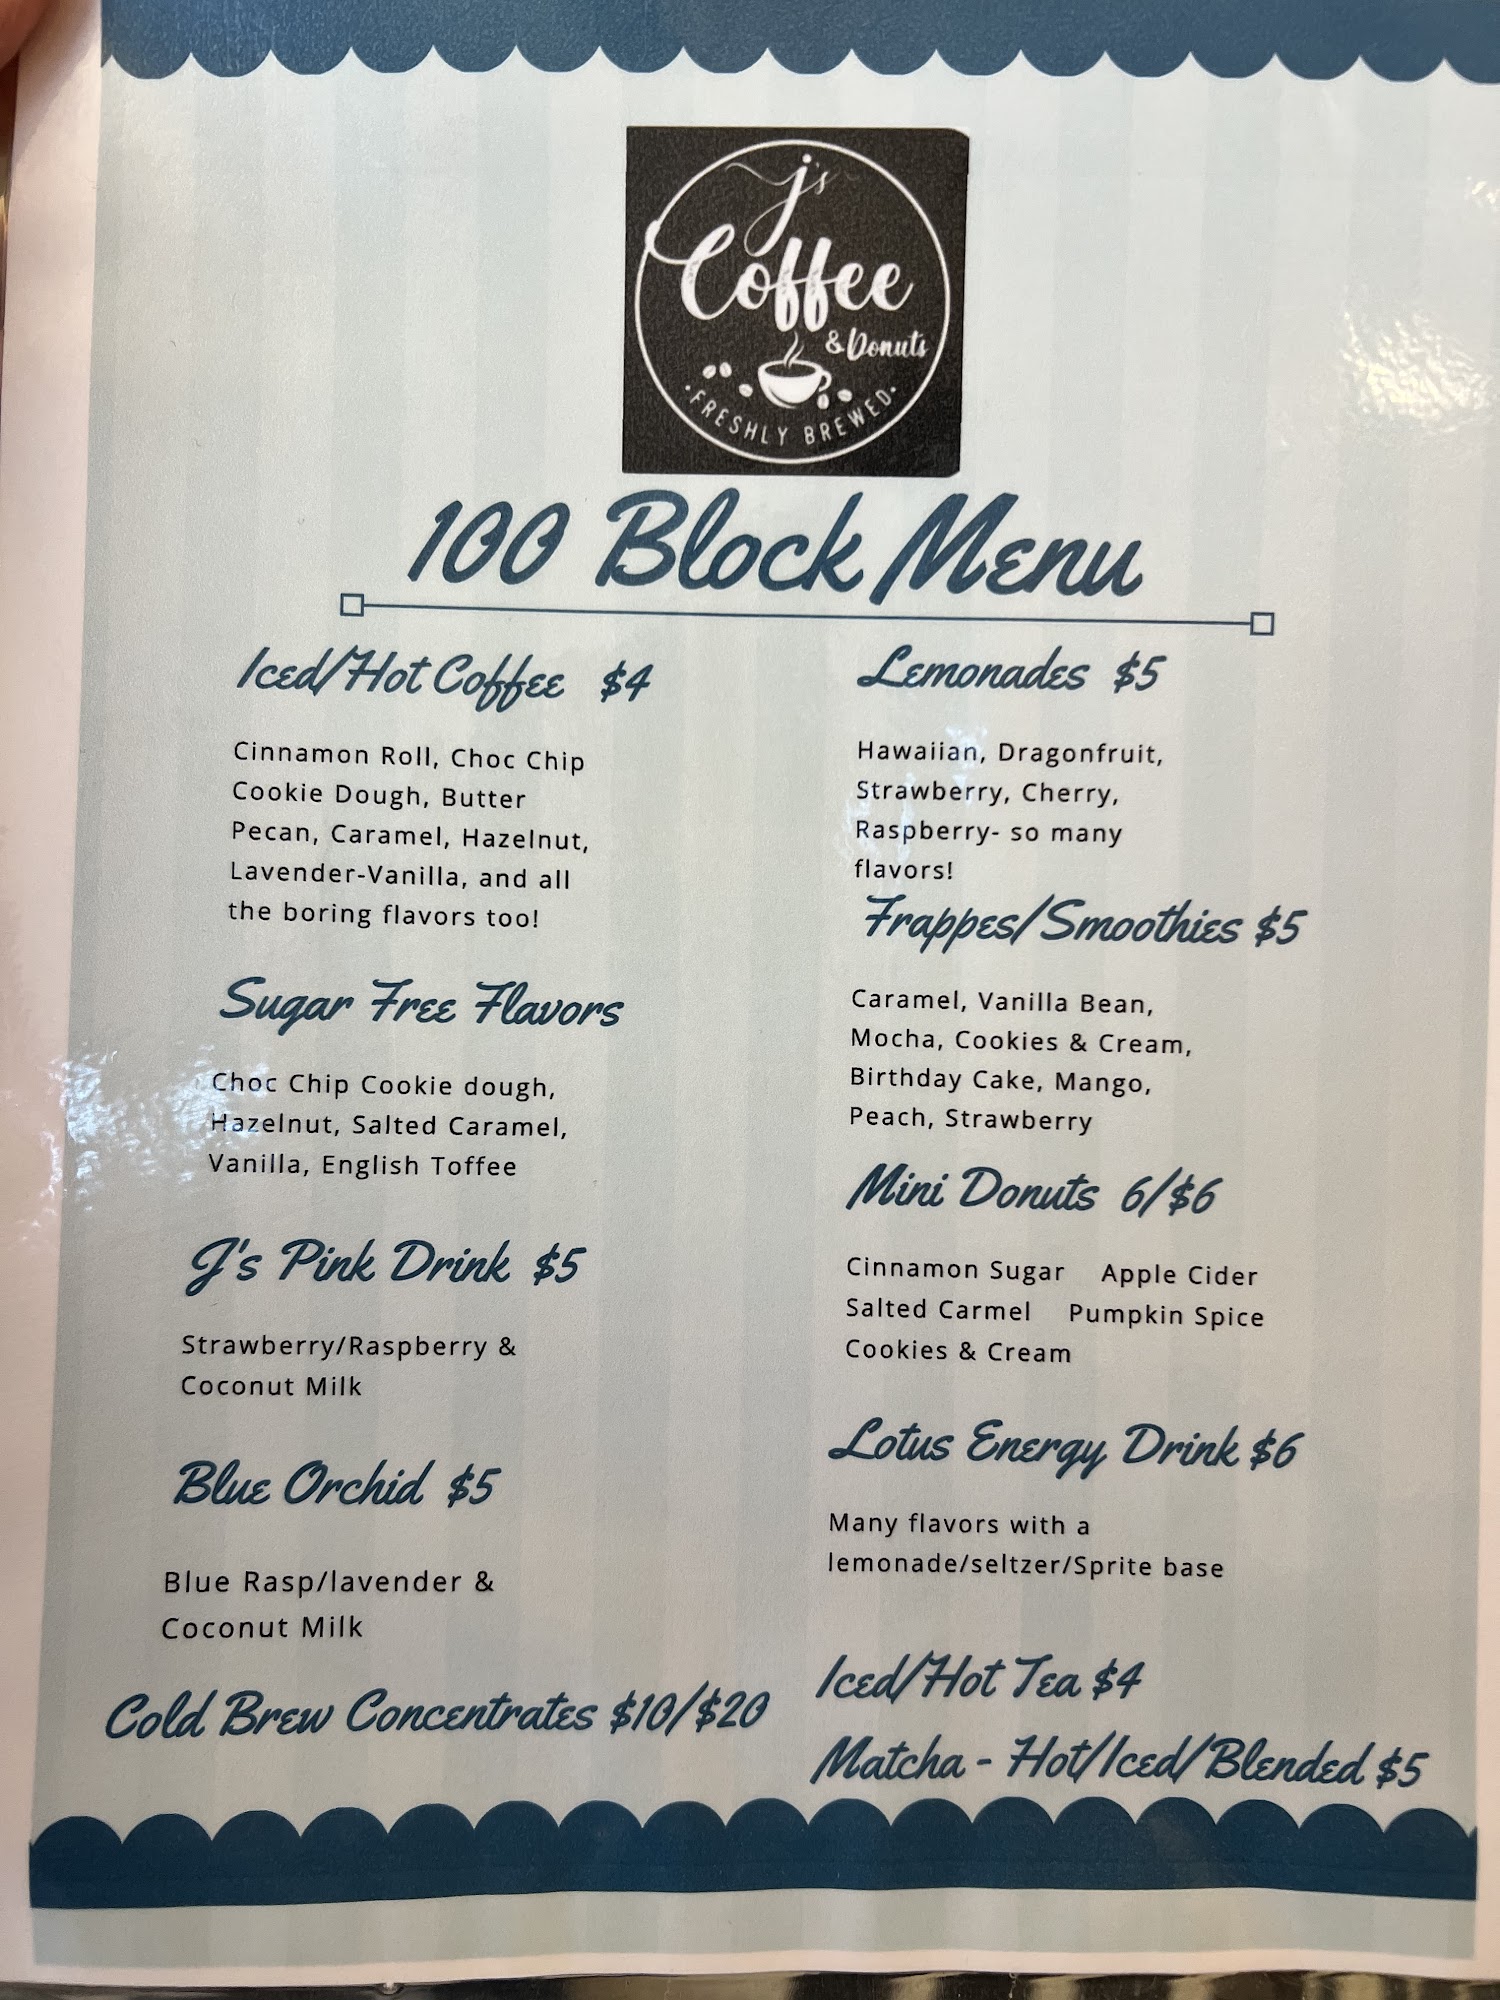 J's
Coffee
& Donuts
·FRESHLY BREWED·
100 Block Menu
Iced/Hot Coffee $4
Cinnamon Roll, Choc Chip
Cookie Dough, Butter
Pecan, Caramel, Hazelnut,
Lavender-Vanilla, and all
the boring flavors too!
Sugar Free Flavors
Choc Chip Cookie dough,
Hazelnut, Salted Caramel,
Vanilla, English Toffee
J's Pink Drink $5
Strawberry/Raspberry &
Coconut Milk
Blue Orchid $5
Blue Rasp/lavender &
Coconut Milk
Cold Brew Concentrates $10/$20
Lemonades $5
Hawaiian, Dragonfruit,
Strawberry, Cherry,
Raspberry- so many
flavors!
Frappes/Smoothies $5
Caramel, Vanilla Bean,
Mocha, Cookies & Cream,
Birthday Cake, Mango,
Peach, Strawberry
Mini Donuts 6/$6
Cinnamon Sugar Apple Cider
Salted Carmel Pumpkin Spice
Cookies & Cream
Lotus Energy Drink $6
Many flavors with a
lemonade/seltzer/Sprite base
Iced/Hot Tea $4
Matcha - Hot/Iced/Blended $5